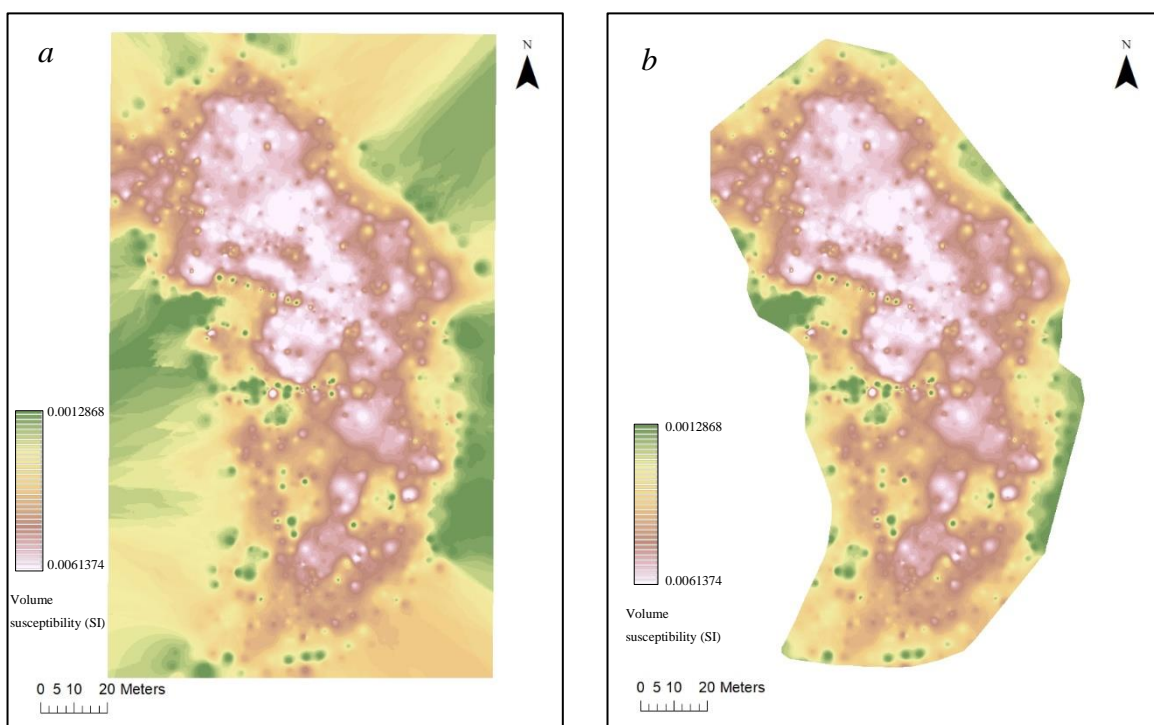 a
N
0.0012868
0.0061374
Volume
susceptibility (SI)
0 5 10 20 Meters
b
N
0.0012868
0.0061374
Volume
susceptibility (SI)
0 5 10 20 Meters